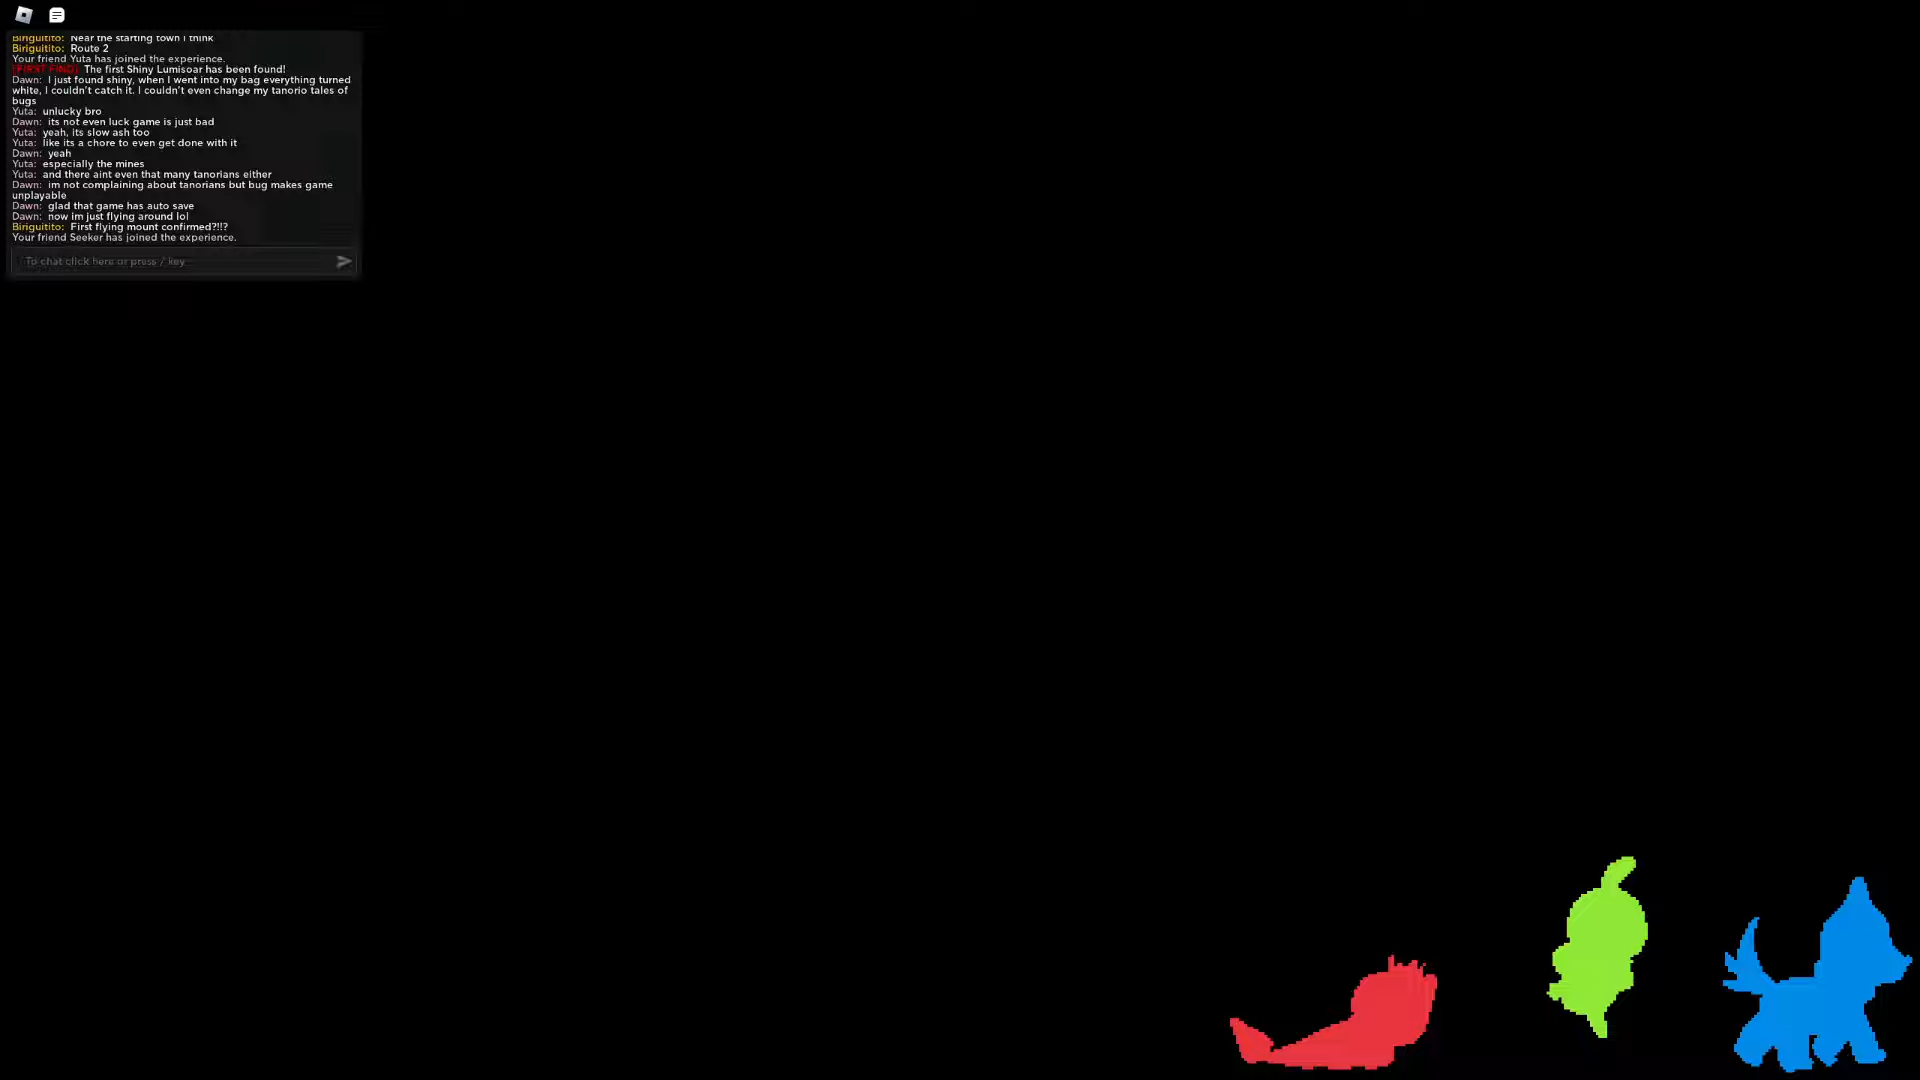 Biriguitito: Near the starting town I think
Biriguitito: Route 2
Your friend Yuta has joined the experience.
[FIRST FIND]: The first Shiny Lumisoar has been found!
Dawn: I just found shiny, when I went into my bag everything turned
white, I couldn't catch it. I couldn't even change my tanorio tales of
bugs
Yuta: unlucky bro
Dawn: its not even luck game is just bad
Yuta: yeah, its slow ash too
Yuta: like its a chore to even get done with it
Dawn: yeah
Yuta: especially the mines
Yuta: and there aint even that many tanorians either
Dawn: im not complaining about tanorians but bug makes game
unplayable
Dawn: glad that game has auto save
Dawn: now im just flying around lol
Biriguitito: First flying mount confirmed?!!?
Your friend Seeker has joined the experience.
To chat click here or press / key